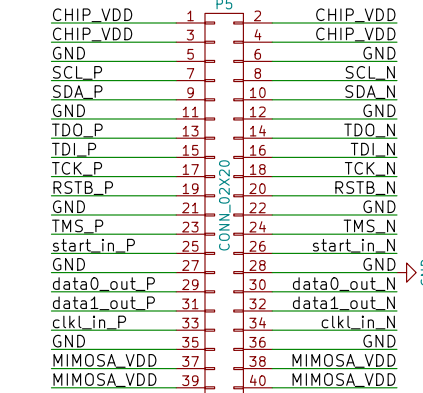 P5
CHIP_VDD 1 2 CHIP_VDD
CHIP_VDD 3 4 CHIP_VDD
GND 5 6 GND
SCL_P 7 8 SCL_N
SDA_P 9 10 SDA_N
GND 11 12 GND
TDO_P 13 14 TDO_N
TDI_P 15 16 TDI_N
TCK_P 17 18 TCK_N
RSTB_P 19 20 RSTB_N
GND 21 22 GND
TMS_P 23 24 TMS_N
start_in_P 25 26 start_in_N
GND 27 28 GND
data0_out_P 29 30 data0_out_N
data1_out_P 31 32 data1_out_N
clkl_in_P 33 34 clkl_in_N
GND 35 36 GND
MIMOSA_VDD 37 38 MIMOSA_VDD
MIMOSA_VDD 39 40 MIMOSA_VDD
CONN_02X20